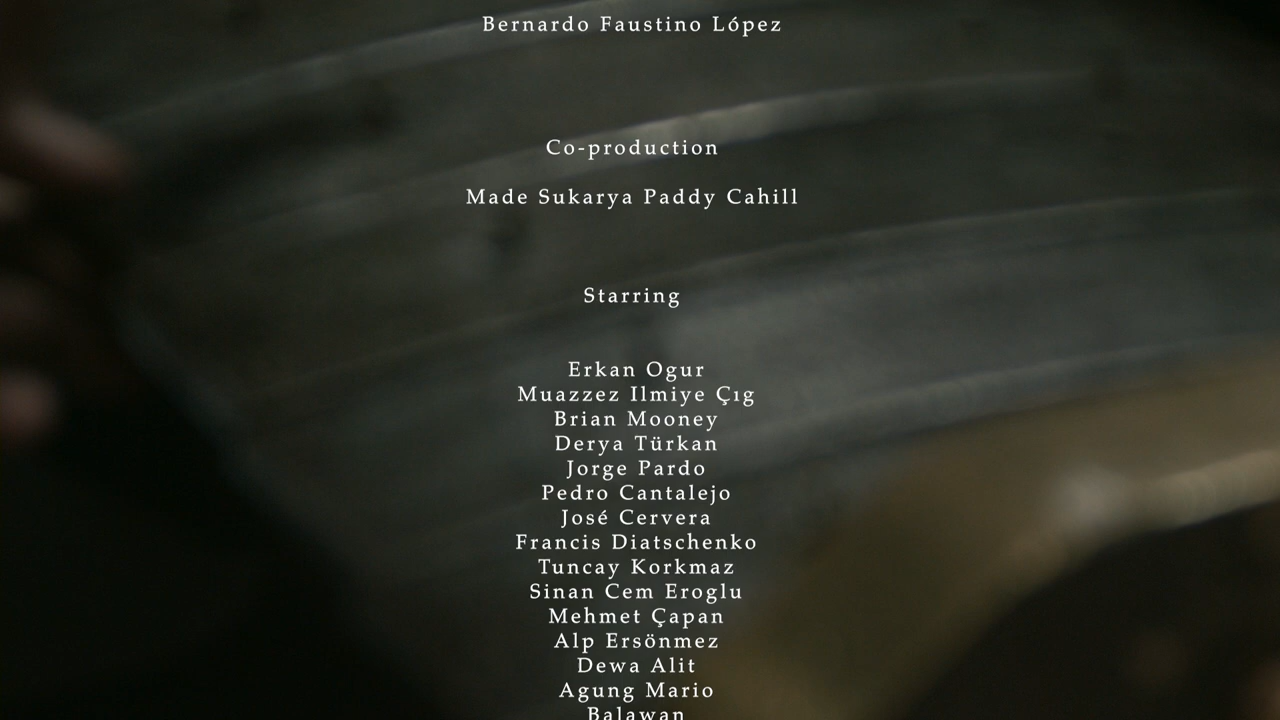 Bernardo Faustino López
Co-production
Made Sukarya Paddy Cahill
Starring
Erkan Ogur
Muazzez Ilmiye Çıg
Brian Mooney
Derya Türkan
Jorge Pardo
Pedro Cantalejo
José Cervera
Francis Diatschenko
Tuncay Korkmaz
Sinan Cem Eroglu
Mehmet Çapan
Alp Ersönmez
Dewa Alit
Agung Mario
Balawan